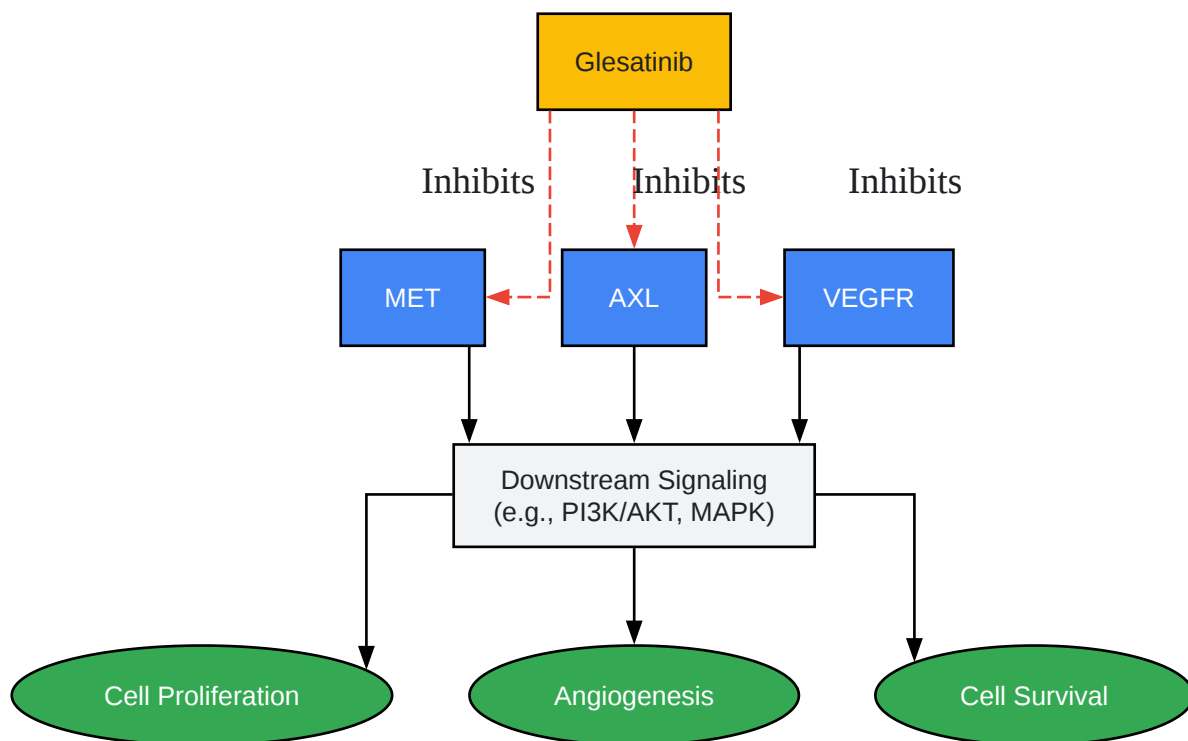 Glesatinib
Inhibits
Inhibits
Inhibits
MET
AXL
VEGFR
Downstream Signaling
(e.g., PI3K/AKT, MAPK)
Cell Proliferation
Angiogenesis
Cell Survival